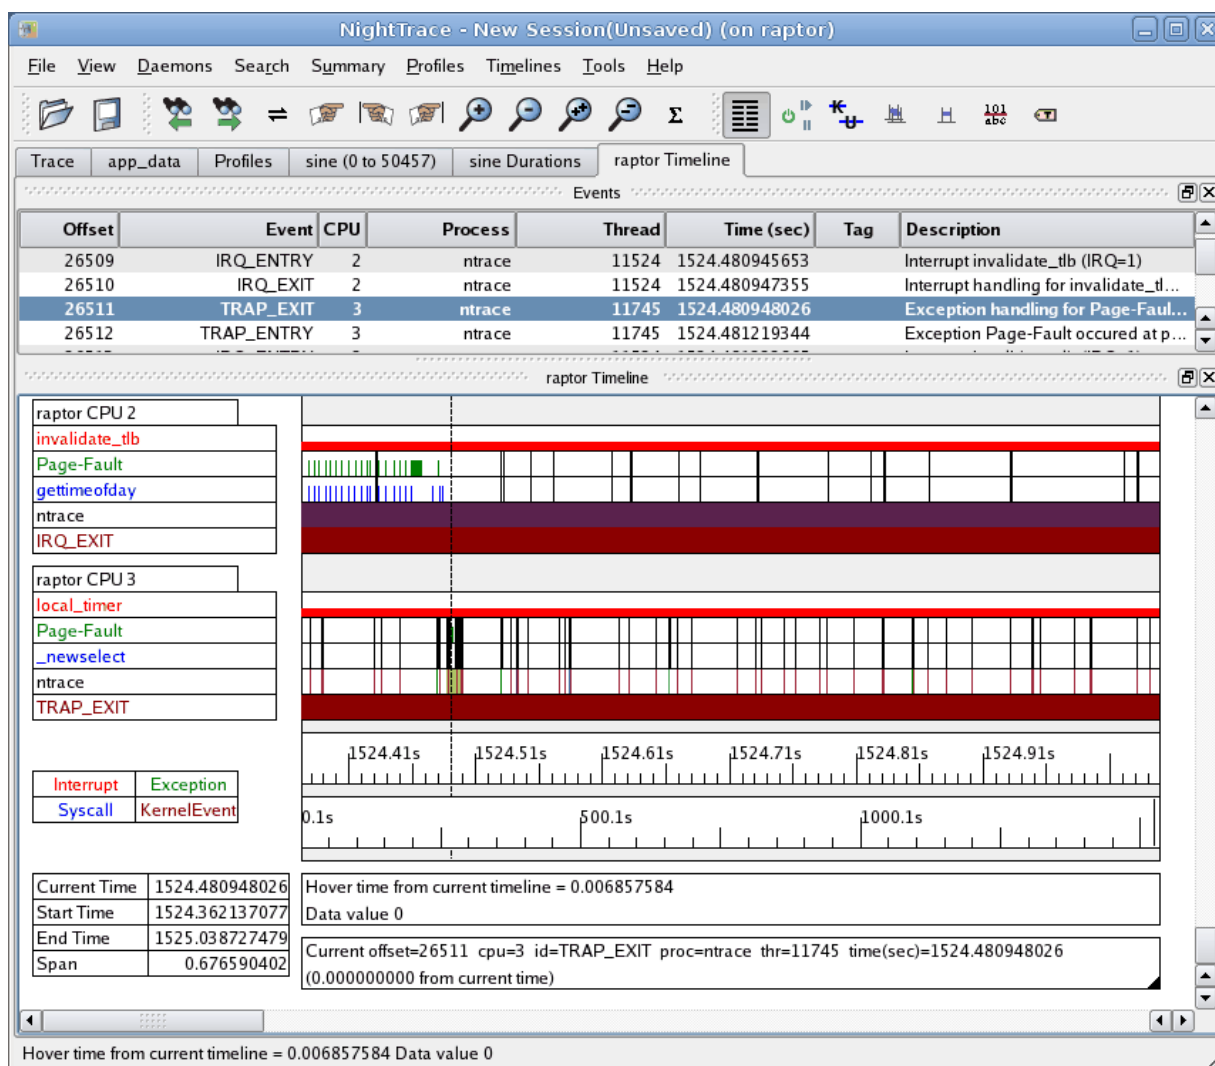 NightTrace - New Session(Unsaved) (on raptor)
File View Daemons Search Summary Profiles Timelines Tools Help
Σ 101 abc T
Trace app_data Profiles sine (0 to 50457) sine Durations raptor Timeline
Events
Offset Event CPU Process Thread Time (sec) Tag Description
26509 IRQ_ENTRY 2 ntrace 11524 1524.480945653 Interrupt invalidate_tlb (IRQ=1)
26510 IRQ_EXIT 2 ntrace 11524 1524.480947355 Interrupt handling for invalidate_tl...
26511 TRAP_EXIT 3 ntrace 11745 1524.480948026 Exception handling for Page-Faul...
26512 TRAP_ENTRY 3 ntrace 11745 1524.481219344 Exception Page-Fault occured at p...
raptor Timeline
raptor CPU 2
invalidate_tlb
Page-Fault
gettimeofday
ntrace
IRQ_EXIT
raptor CPU 3
local_timer
Page-Fault
_newselect
ntrace
TRAP_EXIT
1524.41s 1524.51s 1524.61s 1524.71s 1524.81s 1524.91s
Interrupt Exception
Syscall KernelEvent
0.1s 500.1s 1000.1s
Current Time 1524.480948026
Start Time 1524.362137077
End Time 1525.038727479
Span 0.676590402
Hover time from current timeline = 0.006857584
Data value 0
Current offset=26511 cpu=3 id=TRAP_EXIT proc=ntrace thr=11745 time(sec)=1524.480948026
(0.000000000 from current time)
Hover time from current timeline = 0.006857584 Data value 0